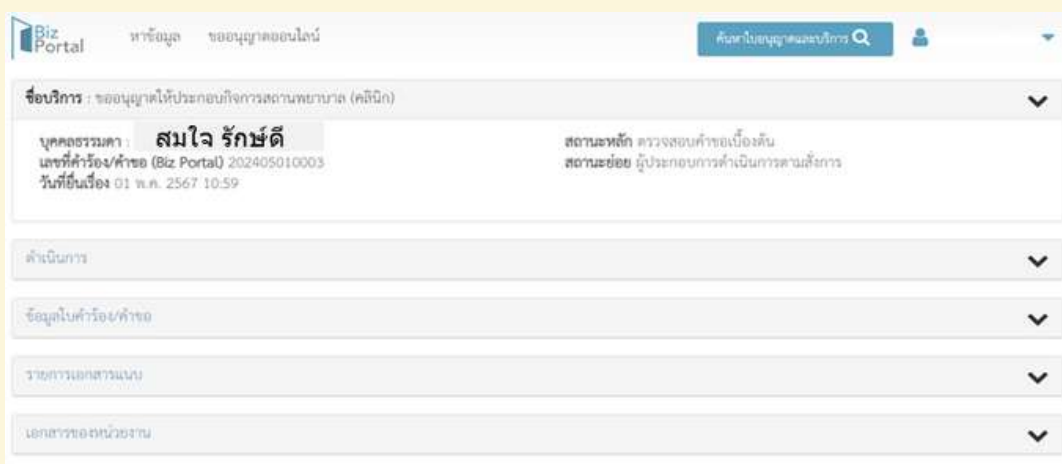 Biz
Portal
หาข้อมูล ขออนุญาตออนไลน์
ค้นหาใบอนุญาตและบริการ
ชื่อบริการ : ขออนุญาตให้ประกอบกิจการสถานพยาบาล (คลินิก)
บุคคลธรรมดา : สมใจ รักษ์ดี
เลขที่คำร้อง/คำขอ (Biz Portal) 202405010003
วันที่ยื่นเรื่อง 01 พ.ค. 2567 10:59
สถานะหลัก ตรวจสอบคำขอเบื้องต้น
สถานะย่อย ผู้ประกอบการดำเนินการตามสั่งการ
ดำเนินการ
ข้อมูลใบคำร้อง/คำขอ
รายการเอกสารแนบ
เอกสารของหน่วยงาน